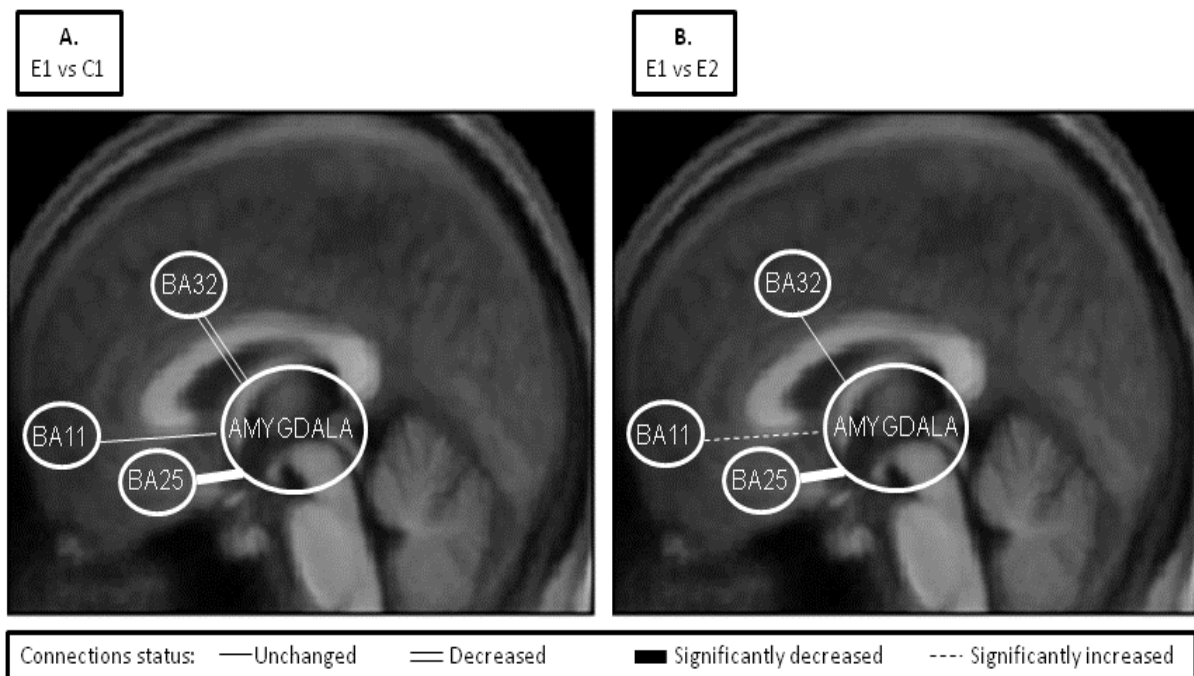 A.
E1 vs C1
B.
E1 vs E2
BA32
AMYGDALA
BA11
BA25
BA32
AMYGDALA
BA11
BA25
Connections status: Unchanged Decreased Significantly decreased Significantly increased